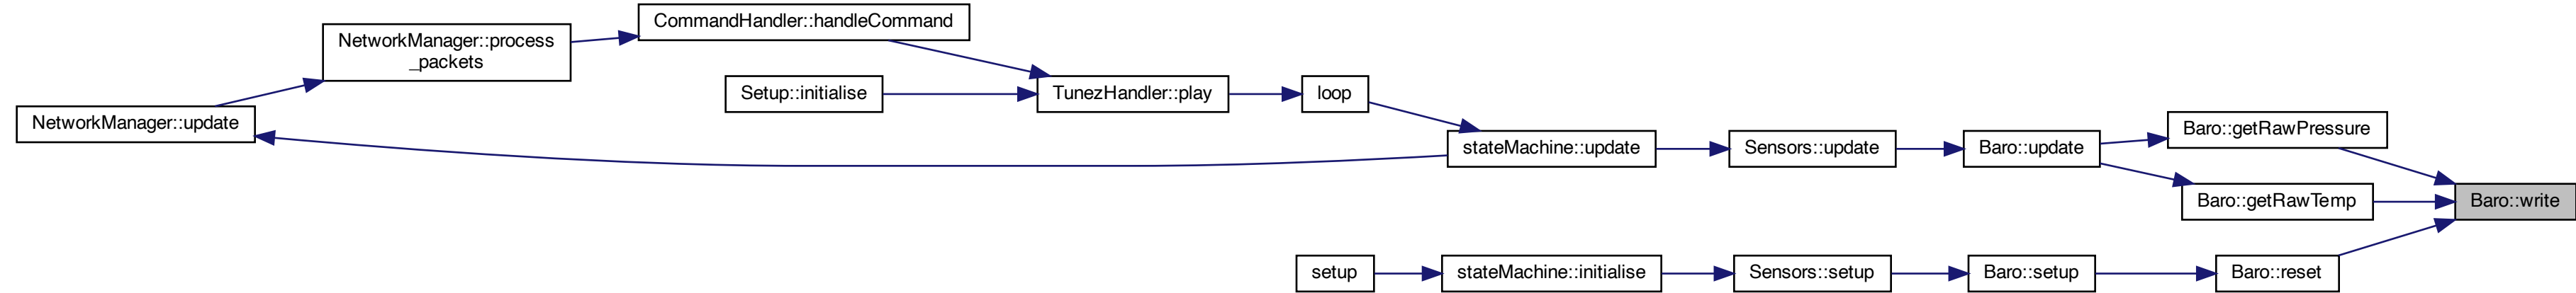 CommandHandler::handleCommand
NetworkManager::process
_packets
Setup::initialise
TunezHandler::play
loop
NetworkManager::update
Baro::getRawPressure
stateMachine::update
Sensors::update
Baro::update
Baro::getRawTemp
Baro::write
setup
stateMachine::initialise
Sensors::setup
Baro::setup
Baro::reset